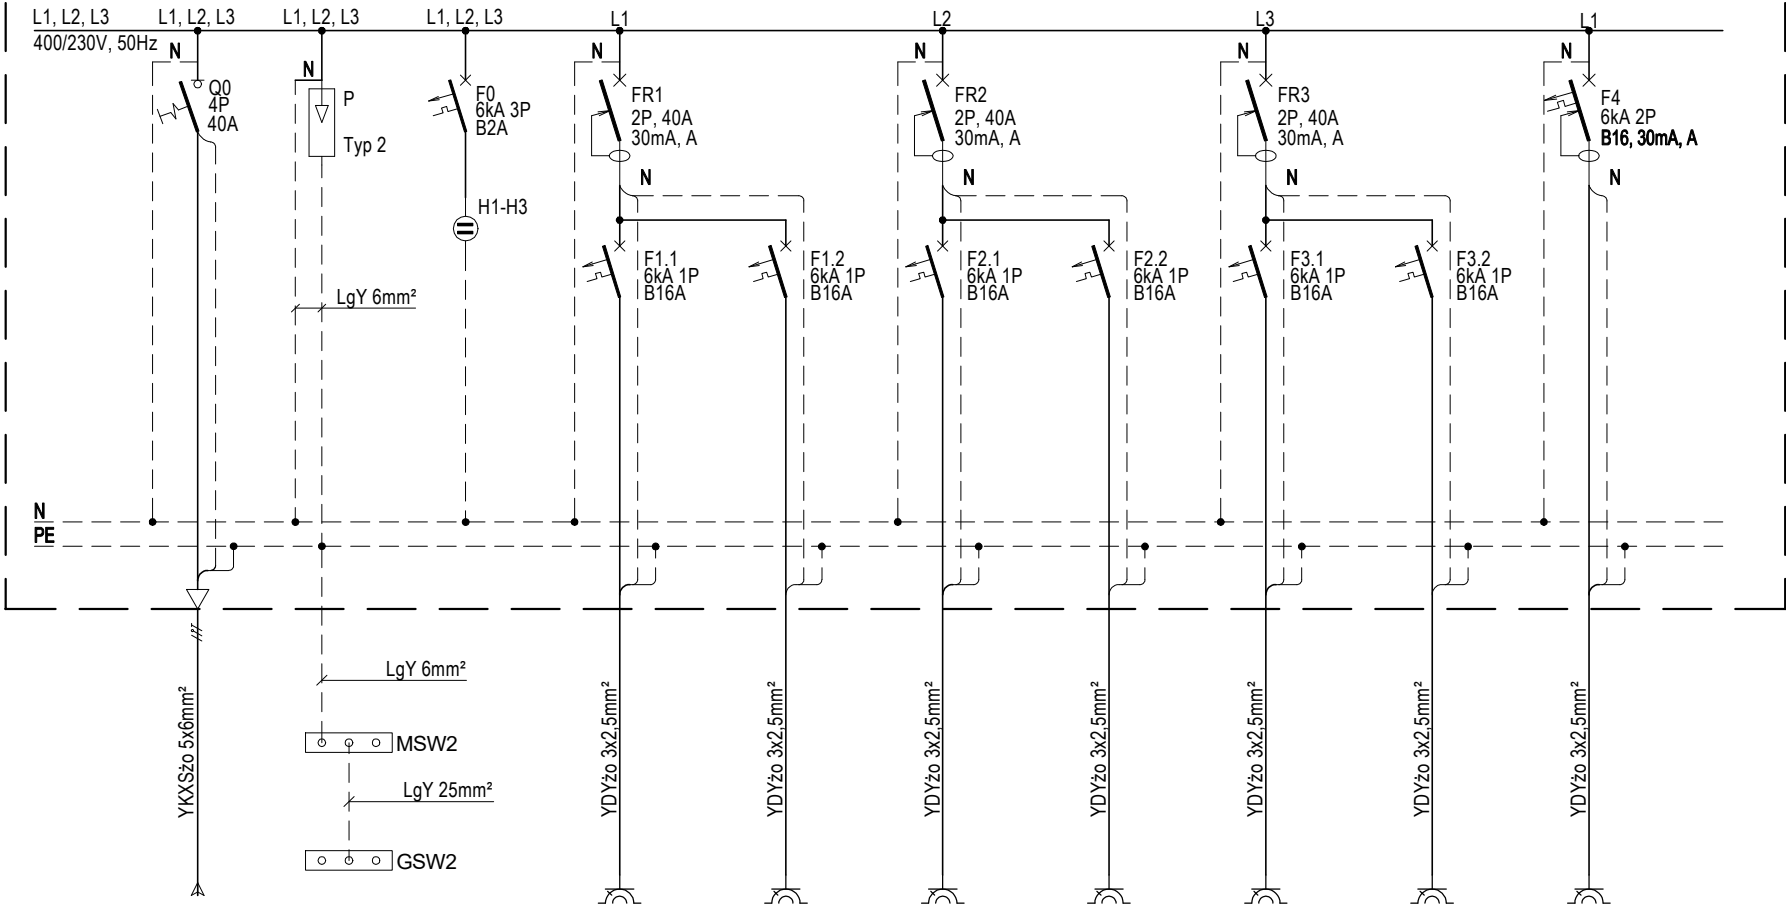 L1, L2, L3
L1, L2, L3
L1, L2, L3
L1, L2, L3
L1
L2
L3
L1
400/230V, 50Hz
N
Q0
4P
40A
N
P
Typ 2
F0
6kA 3P
B2A
H1-H3
N
FR1
2P, 40A
30mA, A
N
N
FR2
2P, 40A
30mA, A
N
N
FR3
2P, 40A
30mA, A
N
N
F4
6kA 2P
B16, 30mA, A
N
F1.1
6kA 1P
B16A
F1.2
6kA 1P
B16A
F2.1
6kA 1P
B16A
F2.2
6kA 1P
B16A
F3.1
6kA 1P
B16A
F3.2
6kA 1P
B16A
LgY 6mm²
N
PE
LgY 6mm²
MSW2
LgY 25mm²
GSW2
YKXSżo 5x6mm²
YDYżo 3x2,5mm²
YDYżo 3x2,5mm²
YDYżo 3x2,5mm²
YDYżo 3x2,5mm²
YDYżo 3x2,5mm²
YDYżo 3x2,5mm²
YDYżo 3x2,5mm²